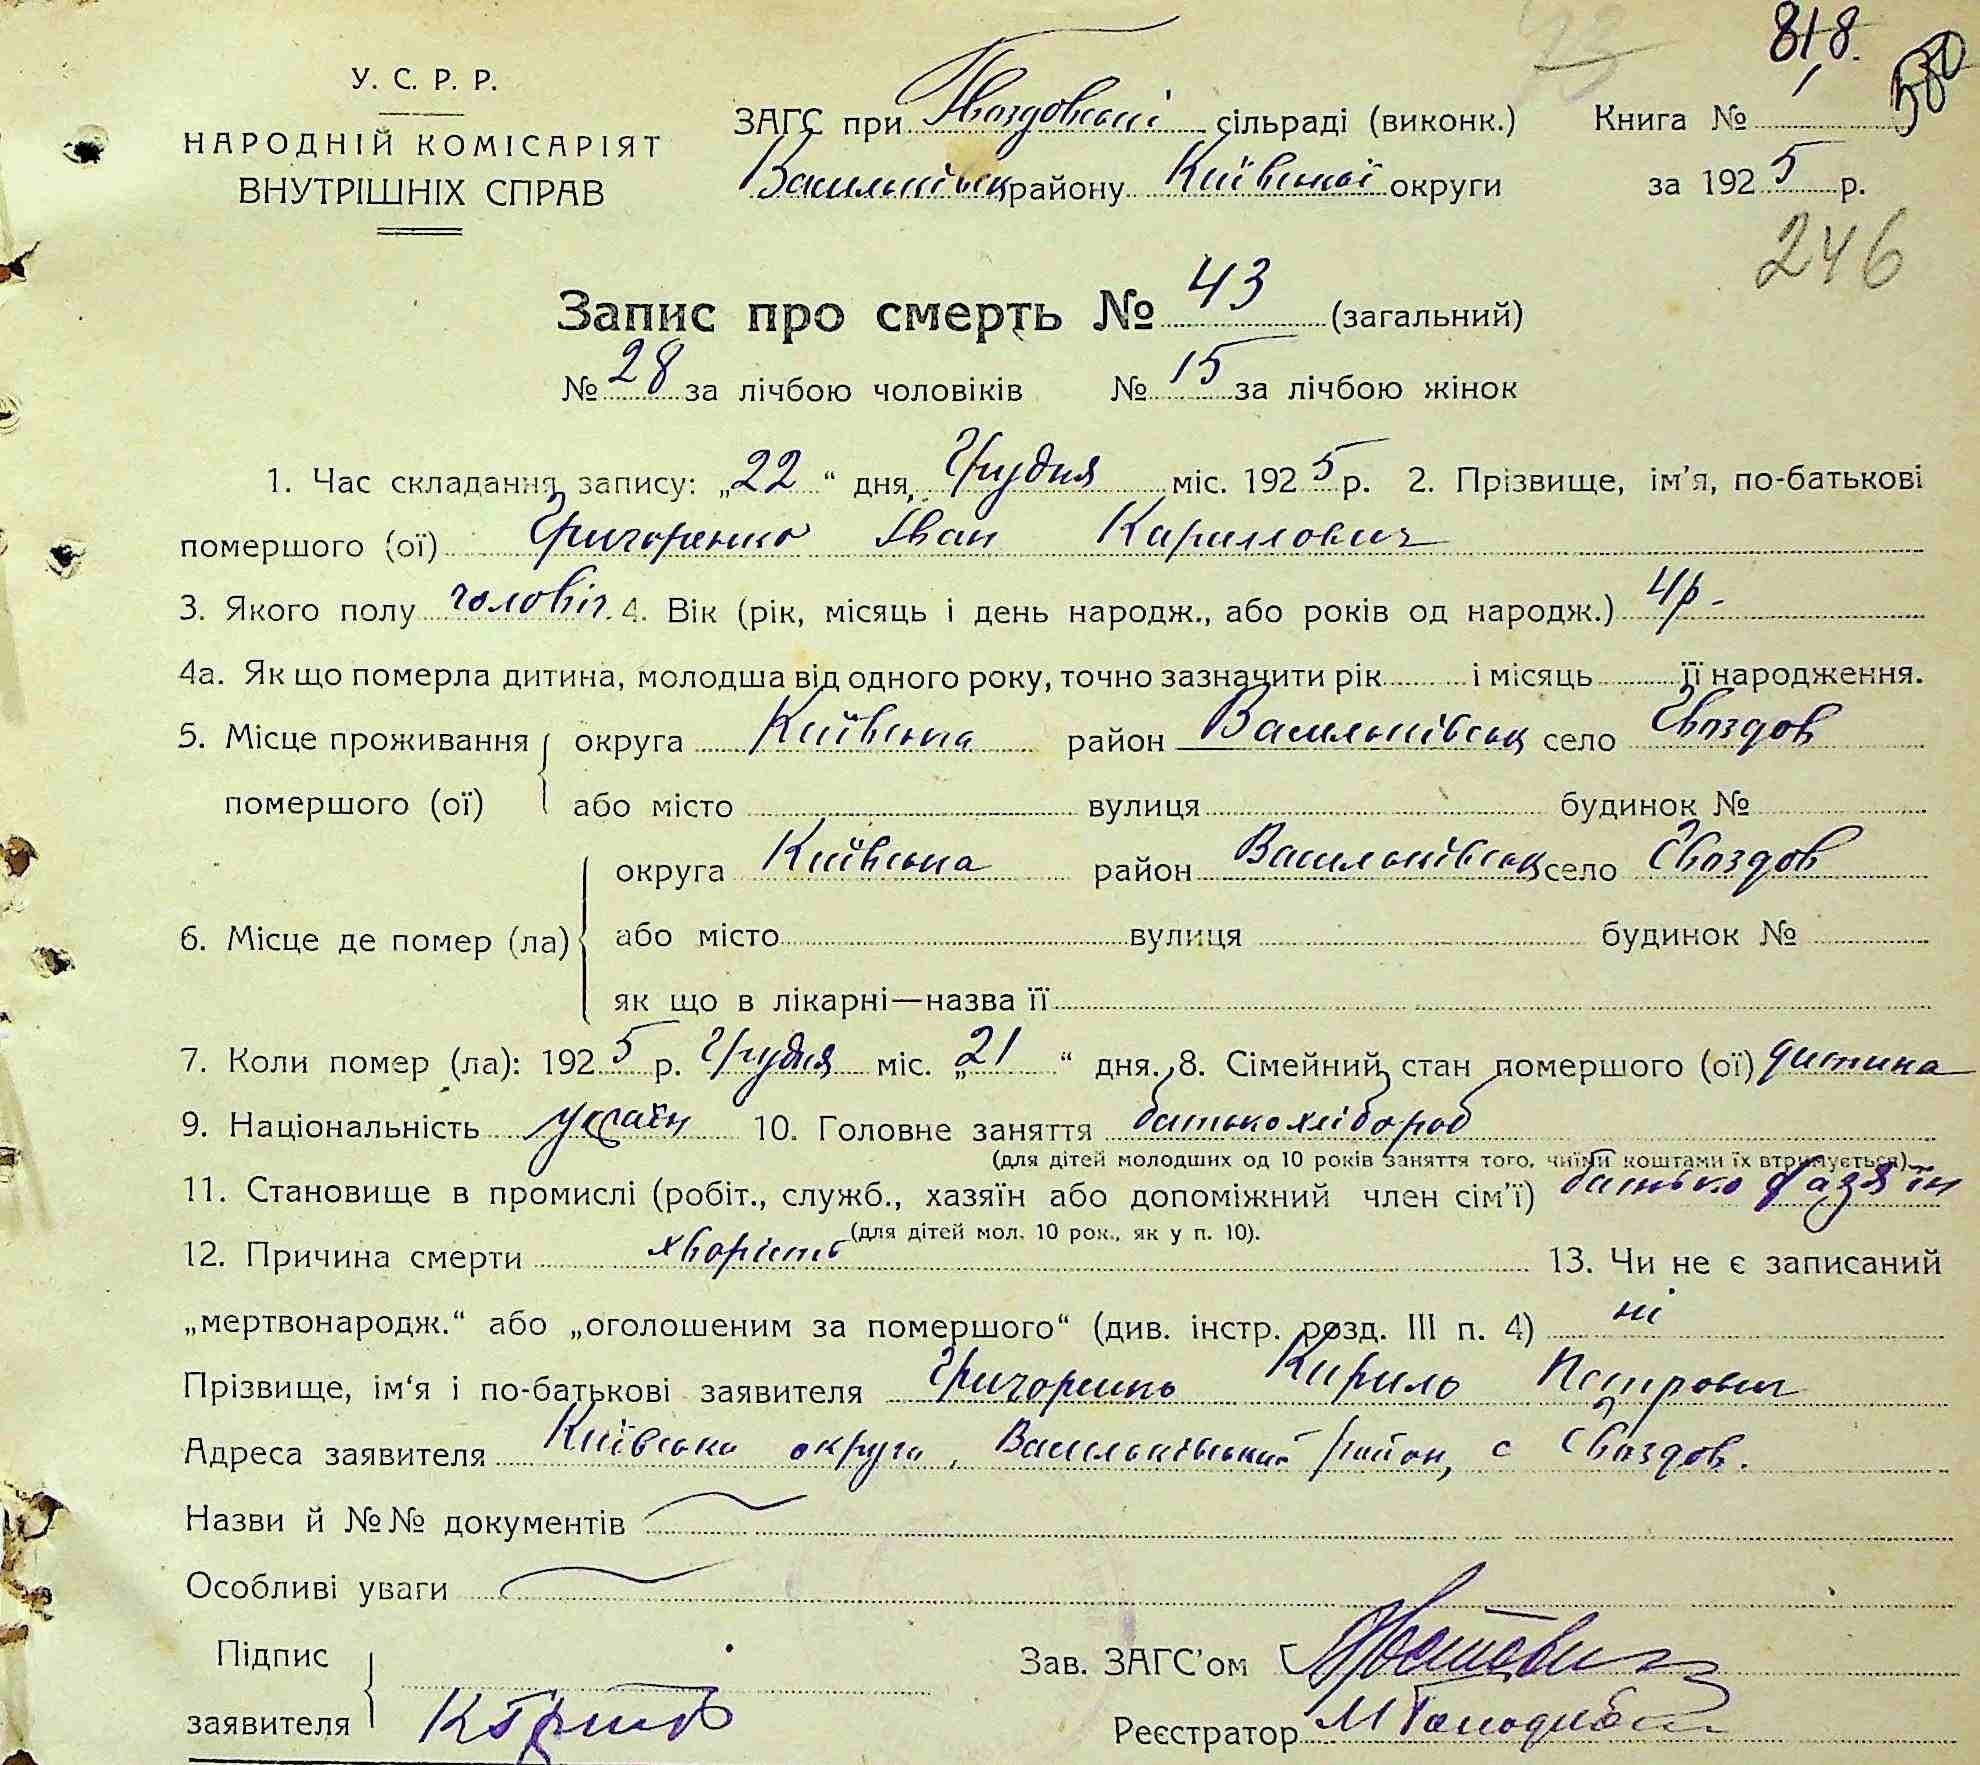 818.
У. С. Р. Р.
НАРОДНІЙ КОМІСАРІЯТ
ВНУТРІШНІХ СПРАВ
ЗАГС при Гвоздовські сільраді (виконк.) Книга № 1
Васильківськ району Київської округи за 1925 р.
246
Запис про смерть № 43 (загальний)
№ 28 за лічбою чоловіків № 15 за лічбою жінок
1. Час складання запису: „22“ дня Грудня міс. 1925 р. 2. Прізвище, ім'я, по-батькові
помершого (ої) Григоренко Іван Кирилович
3. Якого полу чоловіч. 4. Вік (рік, місяць і день народж., або років од народж.) 4 р.
4а. Як що померла дитина, молодша від одного року, точно зазначити рік і місяць її народження.
5. Місце проживання округа Київська район Васильківськ село Гвоздов
помершого (ої) або місто вулиця будинок №
округа Київська район Васильківськ село Гвоздов
6. Місце де помер (ла) або місто вулиця будинок №
як що в лікарні—назва її
7. Коли помер (ла): 1925 р. Грудня міс. „21“ дня. 8. Сімейний стан помершого (ої) дитина
9. Національність україн 10. Головне заняття батько хлібороб
(для дітей молодших од 10 років заняття того, чиїми коштами їх втримується)
11. Становище в промислі (робіт., служб., хазяїн або допоміжний член сім'ї) батько хазяїн
(для дітей мол. 10 рок., як у п. 10).
12. Причина смерти хворість 13. Чи не є записаний
„мертвонародж.“ або „оголошеним за помершого“ (див. інстр. розд. III п. 4) ні
Прізвище, ім'я і по-батькові заявителя Григоренко Кирило Петрович
Адреса заявителя Київська округа, Васильківський район, с Гвоздов.
Назви й №№ документів
Особливі уваги
Підпис
заявителя
Зав. ЗАГС'ом
Реєстратор